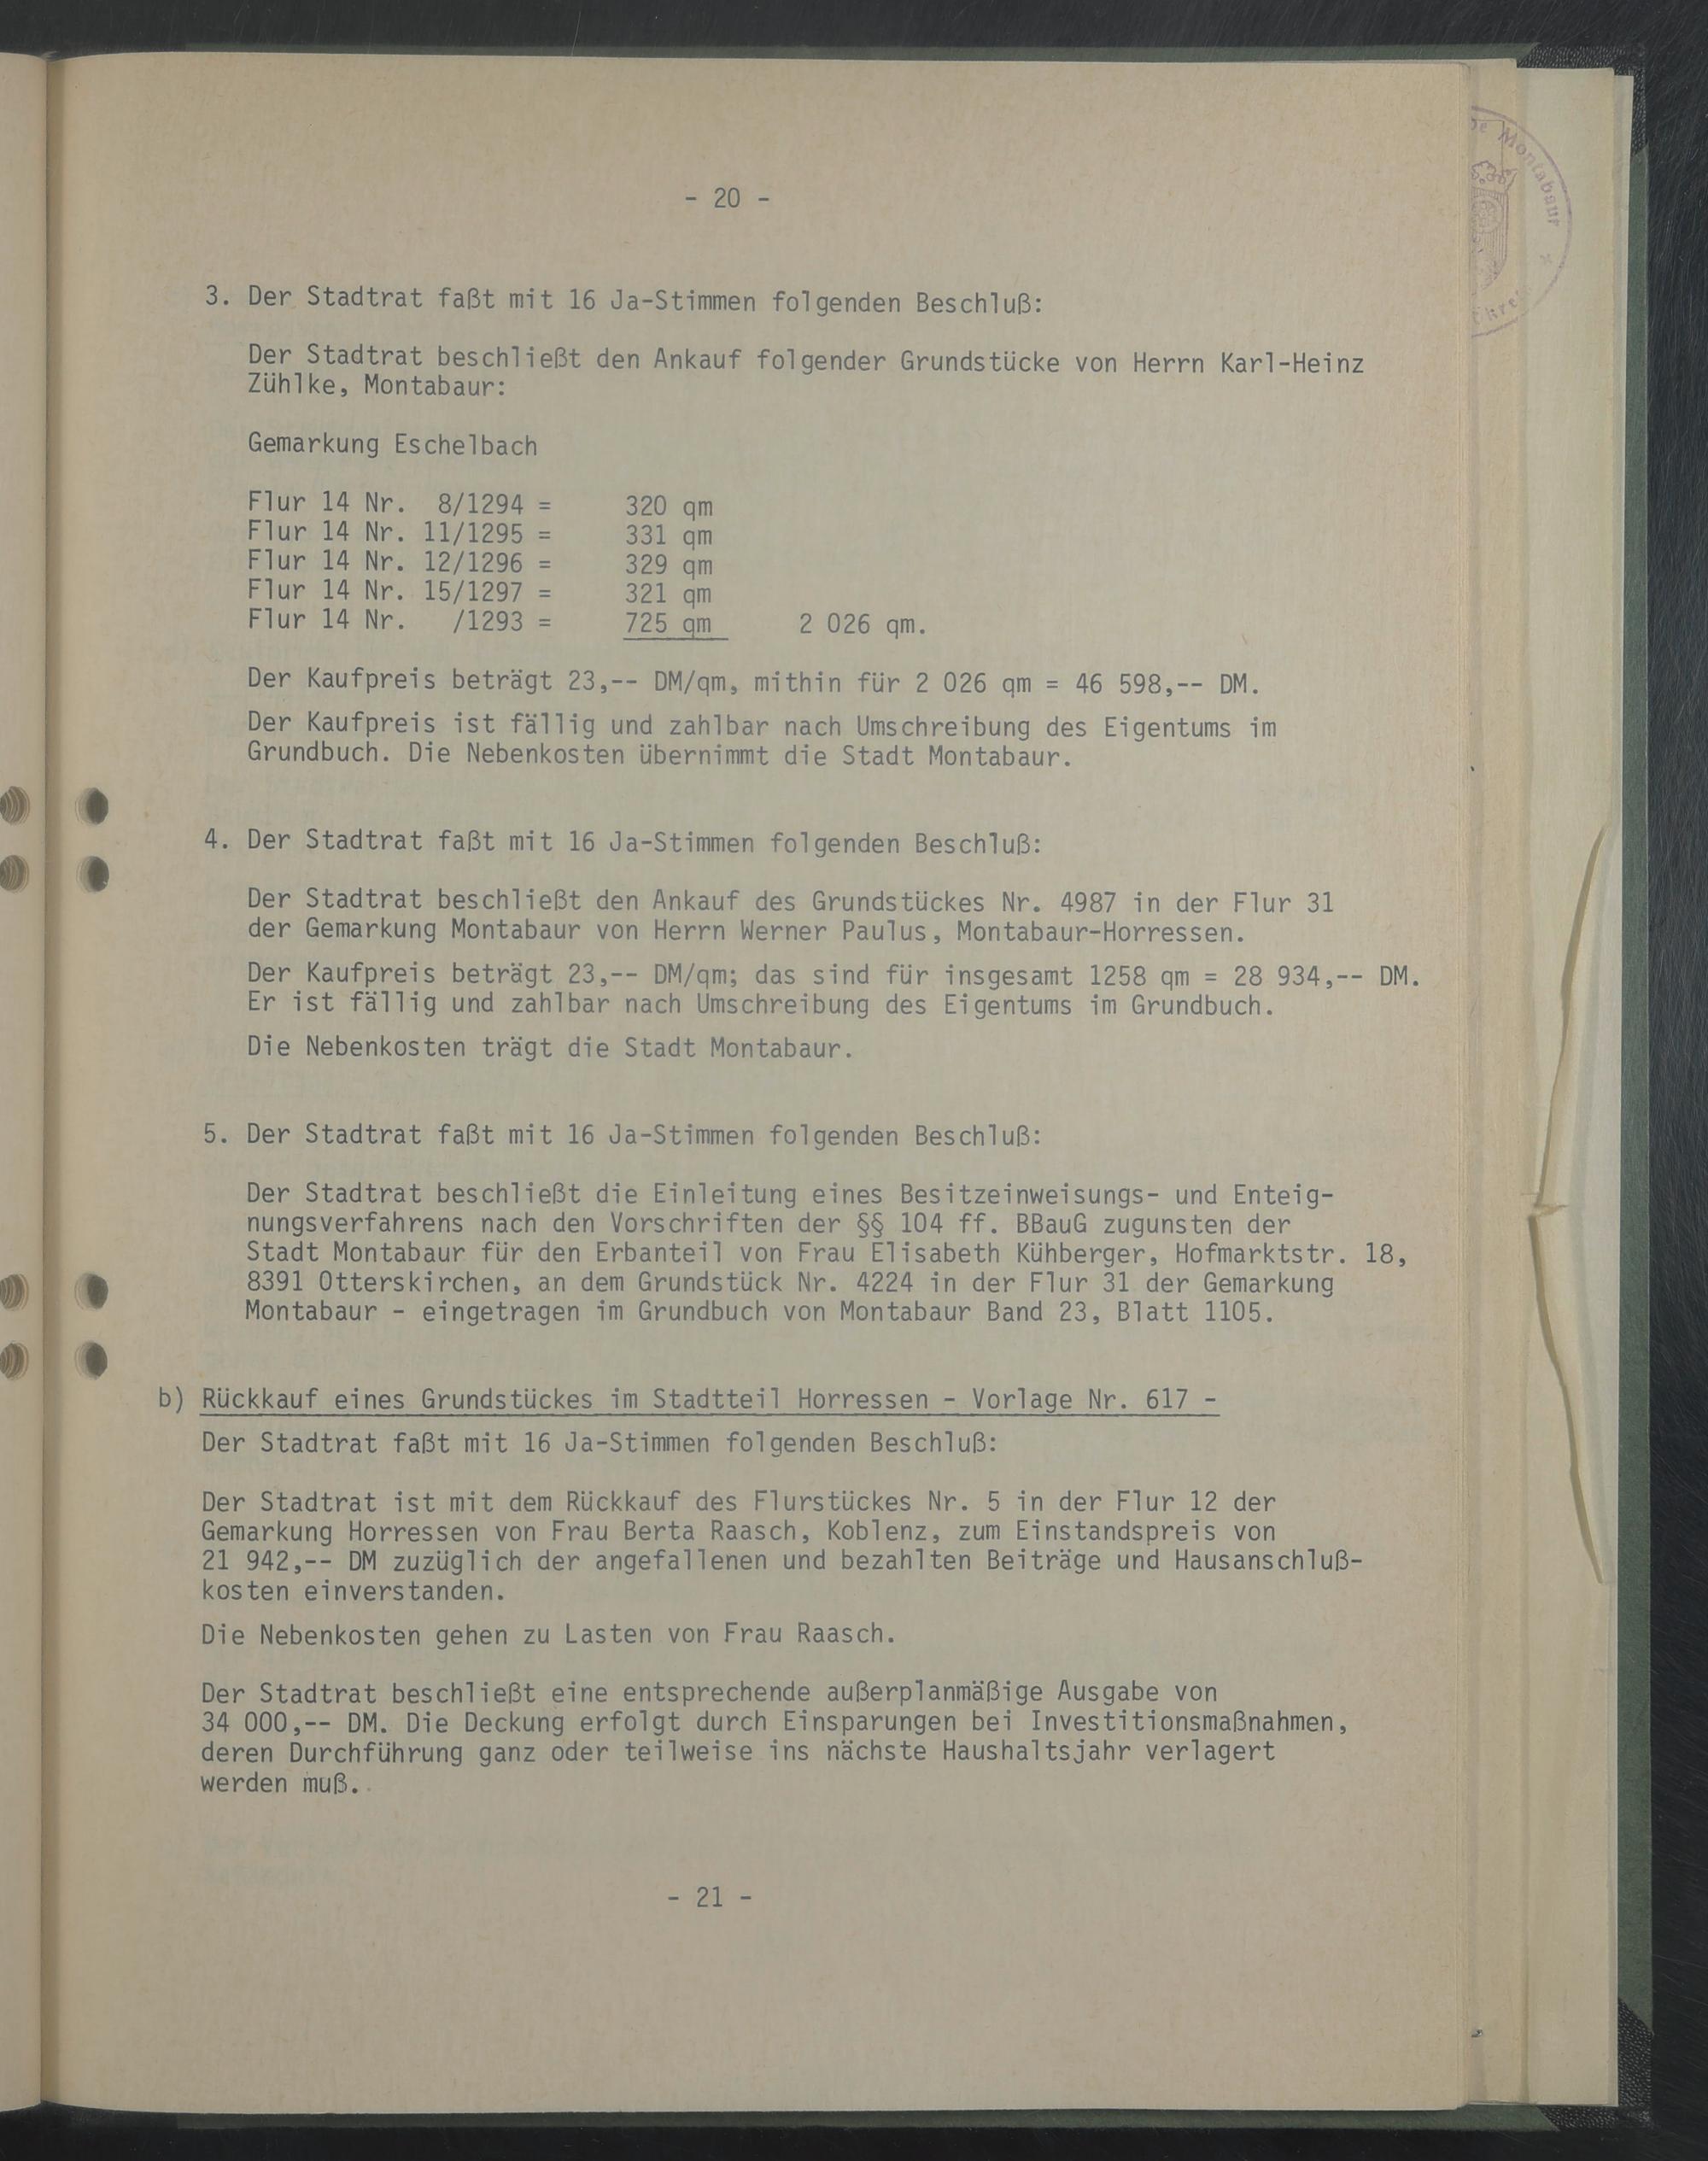 - 20 -
3. Der Stadtrat faßt mit 16 Ja-Stimmen folgenden Beschluß:
Der Stadtrat beschließt den Ankauf folgender Grundstücke von Herrn Karl-Heinz
Zühlke, Montabaur:
Gemarkung Eschelbach
Flur 14 Nr. 8/1294 = 320 qm
Flur 14 Nr. 11/1295 = 331 qm
Flur 14 Nr. 12/1296 = 329 qm
Flur 14 Nr. 15/1297 = 321 qm
Flur 14 Nr. /1293 = 725 qm 2 026 qm.
Der Kaufpreis beträgt 23,-- DM/qm, mithin für 2 026 qm = 46 598,-- DM.
Der Kaufpreis ist fällig und zahlbar nach Umschreibung des Eigentums im
Grundbuch. Die Nebenkosten übernimmt die Stadt Montabaur.
4. Der Stadtrat faßt mit 16 Ja-Stimmen folgenden Beschluß:
Der Stadtrat beschließt den Ankauf des Grundstückes Nr. 4987 in der Flur 31
der Gemarkung Montabaur von Herrn Werner Paulus, Montabaur-Horressen.
Der Kaufpreis beträgt 23,-- DM/qm; das sind für insgesamt 1258 qm = 28 934,-- DM.
Er ist fällig und zahlbar nach Umschreibung des Eigentums im Grundbuch.
Die Nebenkosten trägt die Stadt Montabaur.
5. Der Stadtrat faßt mit 16 Ja-Stimmen folgenden Beschluß:
Der Stadtrat beschließt die Einleitung eines Besitzeinweisungs- und Enteig-
nungsverfahrens nach den Vorschriften der §§ 104 ff. BBauG zugunsten der
Stadt Montabaur für den Erbanteil von Frau Elisabeth Kühberger, Hofmarktstr. 18,
8391 Otterskirchen, an dem Grundstück Nr. 4224 in der Flur 31 der Gemarkung
Montabaur - eingetragen im Grundbuch von Montabaur Band 23, Blatt 1105.
b) Rückkauf eines Grundstückes im Stadtteil Horressen - Vorlage Nr. 617 -
Der Stadtrat faßt mit 16 Ja-Stimmen folgenden Beschluß:
Der Stadtrat ist mit dem Rückkauf des Flurstückes Nr. 5 in der Flur 12 der
Gemarkung Horressen von Frau Berta Raasch, Koblenz, zum Einstandspreis von
21 942,-- DM zuzüglich der angefallenen und bezahlten Beiträge und Hausanschluß-
kosten einverstanden.
Die Nebenkosten gehen zu Lasten von Frau Raasch.
Der Stadtrat beschließt eine entsprechende außerplanmäßige Ausgabe von
34 000,-- DM. Die Deckung erfolgt durch Einsparungen bei Investitionsmaßnahmen,
deren Durchführung ganz oder teilweise ins nächste Haushaltsjahr verlagert
werden muß.
- 21 -
Montabaur